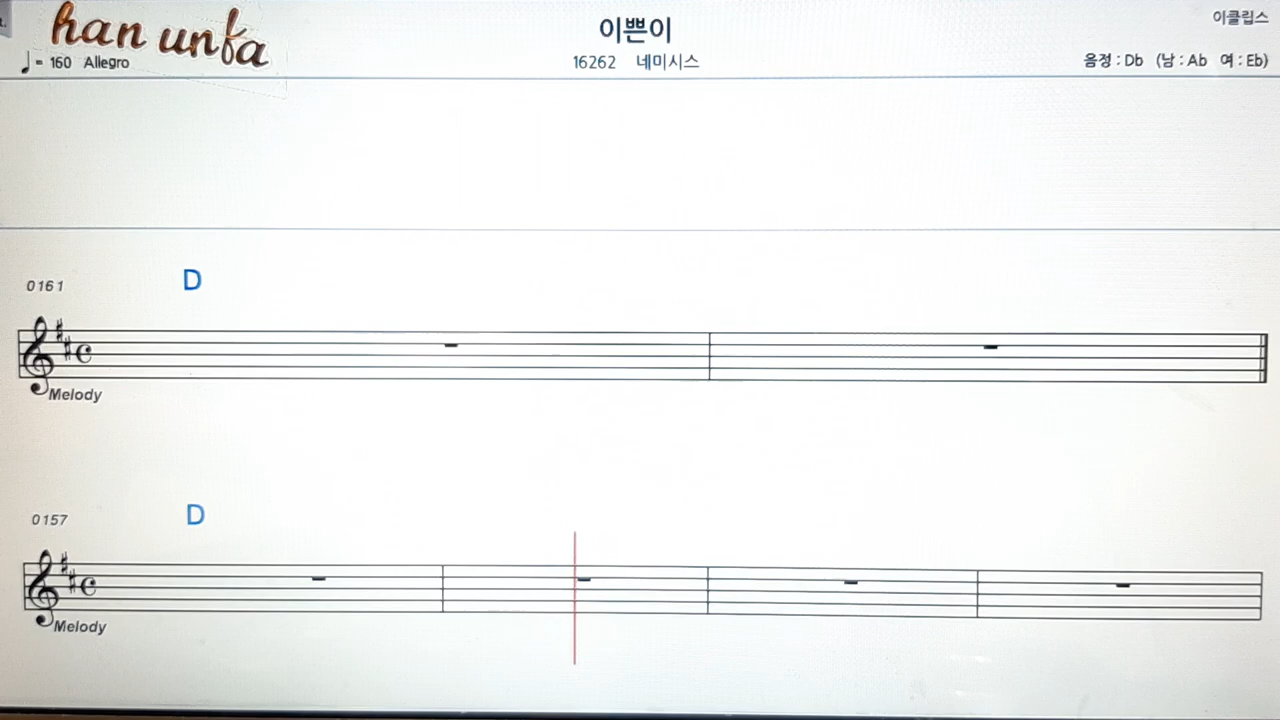 han unfa
이쁜이
이클립스
♩ = 160 Allegro
16262 네미시스
음정 : Db (남 : Ab 여 : Eb)
0161 D
Melody
0157 D
Melody